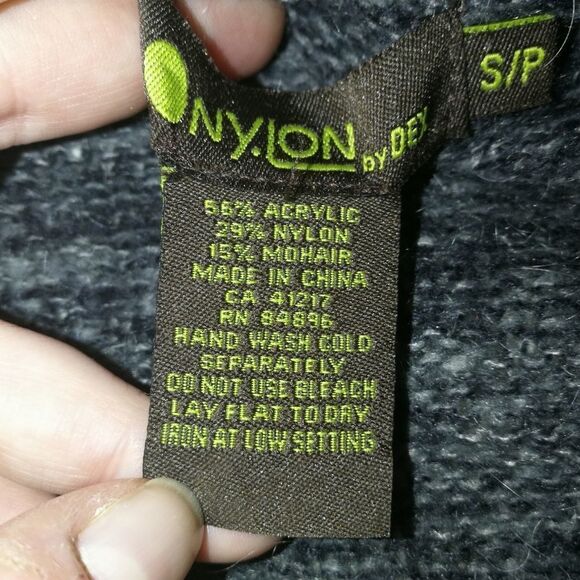 NY.LON BY DEX
S/P
56% ACRYLIC
29% NYLON
15% MOHAIR
MADE IN CHINA
CA 41217
RN 84896
HAND WASH COLD
SEPARATELY
DO NOT USE BLEACH
LAY FLAT TO DRY
IRON AT LOW SETTING